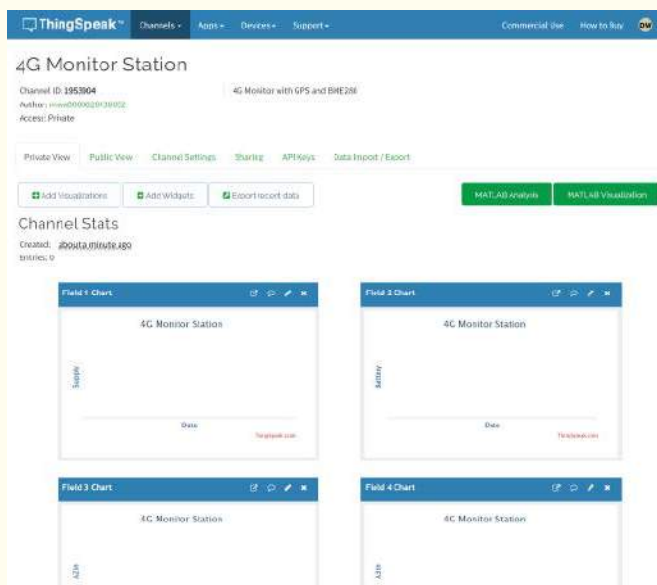 ThingSpeak™ Channels Apps Devices Support Commercial Use How to Buy DM
4G Monitor Station
Channel ID: 1953904 4G Monitor with GPS and BME280
Author:
Access: Private
Private View Public View Channel Settings Sharing API Keys Data Import / Export
Add Visualizations Add Widgets Export recent data MATLAB Analysis MATLAB Visualization
Channel Stats
Created: about a minute ago
Entries: 0
Field 1 Chart Field 2 Chart
4G Monitor Station 4G Monitor Station
Supply Battery
Date Date
ThingSpeak.com ThingSpeak.com
Field 3 Chart Field 4 Chart
4G Monitor Station 4G Monitor Station